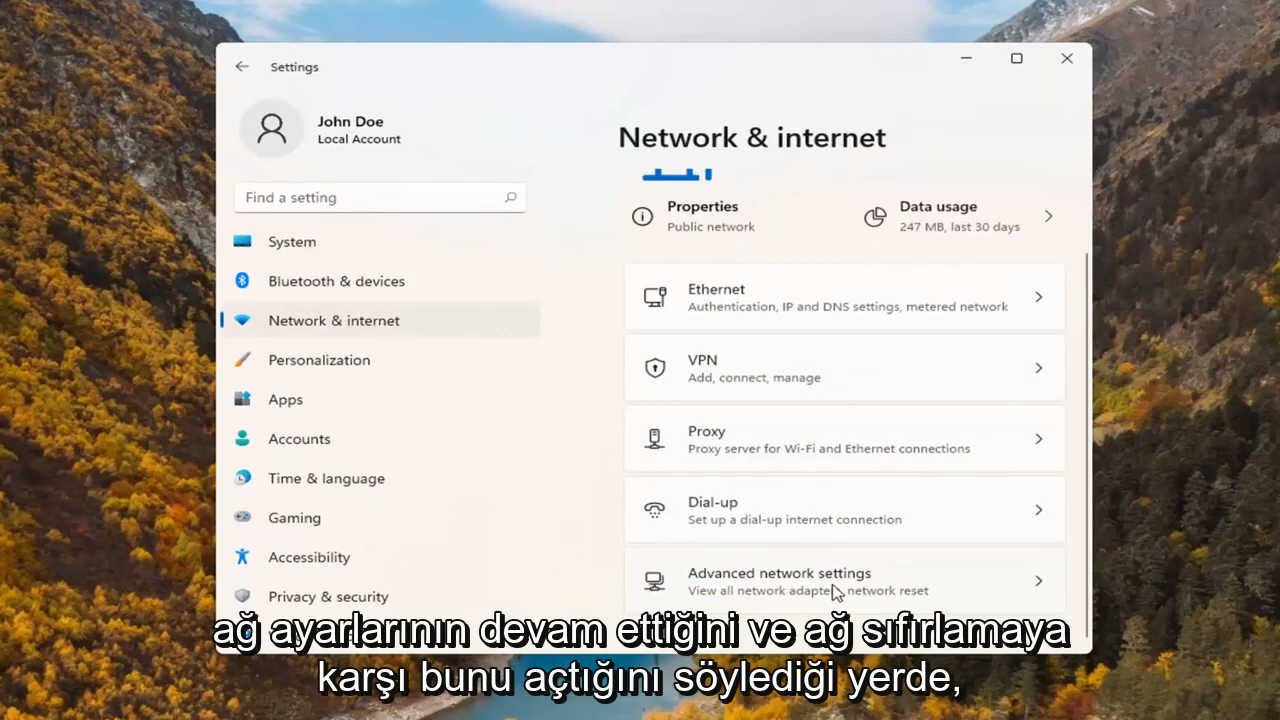 Settings
John Doe
Local Account
Find a setting
System
Bluetooth & devices
Network & internet
Personalization
Apps
Accounts
Time & language
Gaming
Accessibility
Privacy & security
Network & internet
Properties
Public network
Data usage
247 MB, last 30 days
Ethernet
Authentication, IP and DNS settings, metered network
VPN
Add, connect, manage
Proxy
Proxy server for Wi-Fi and Ethernet connections
Dial-up
Set up a dial-up internet connection
Advanced network settings
View all network adapters, network reset
ağ ayarlarının devam ettiğini ve ağ sıfırlamaya
karşı bunu açtığını söylediği yerde,